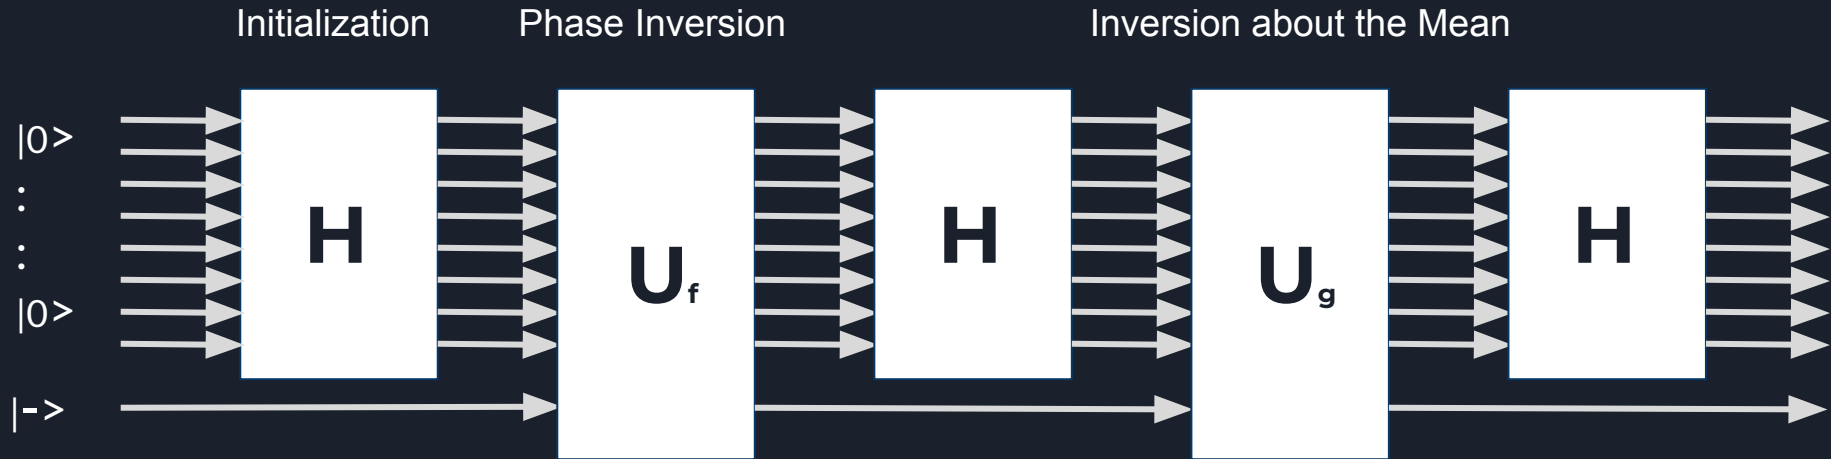 Initialization
Phase Inversion
Inversion about the Mean
|0>
:
:
|0>
|->
H
Uf
H
Ug
H